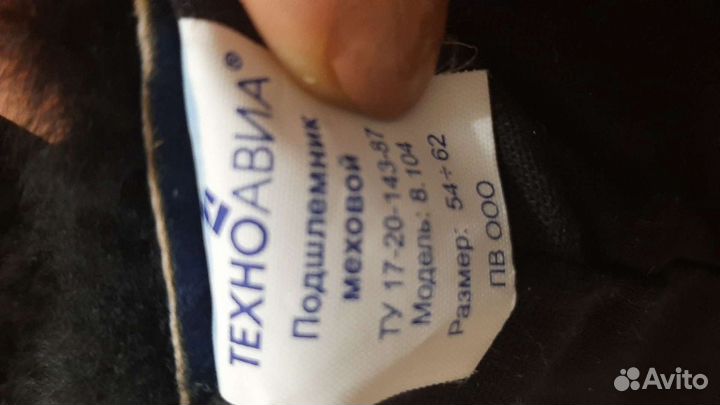 ТЕХНОАВИА®
Подшлемник
меховой
ТУ 17-20-143-87
Модель: 8.104
Размер: 54÷62
ПВ ООО
Avito